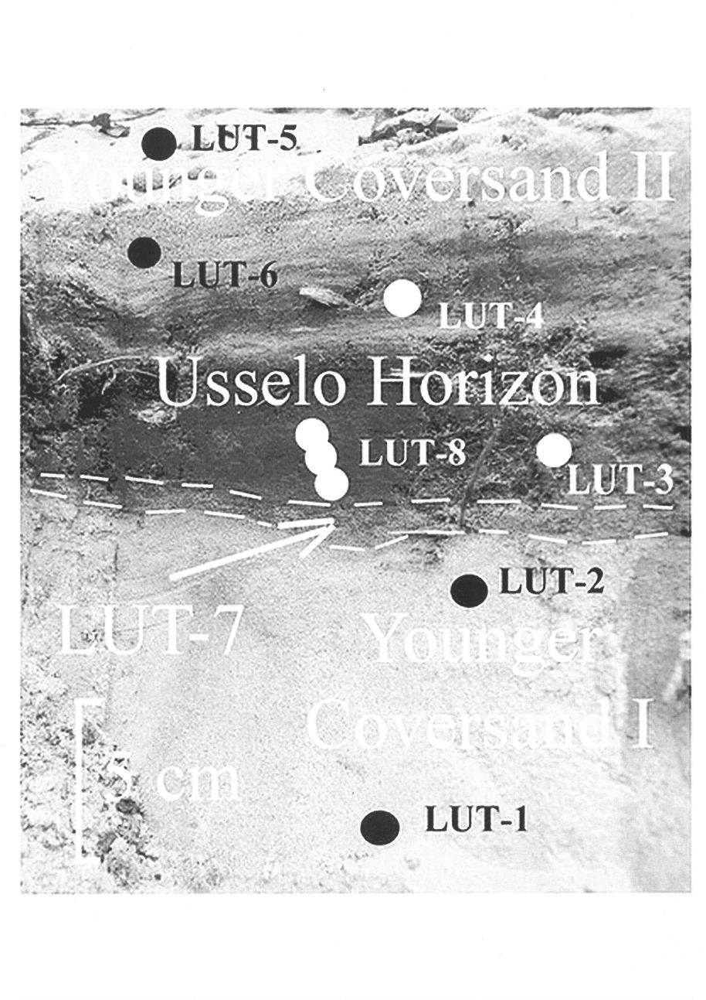 LUT-5
Younger Coversand II
LUT-6
LUT-4
Usselo Horizon
LUT-8
LUT-3
LUT-2
LUT-7
Younger
Coversand I
5 cm
LUT-1